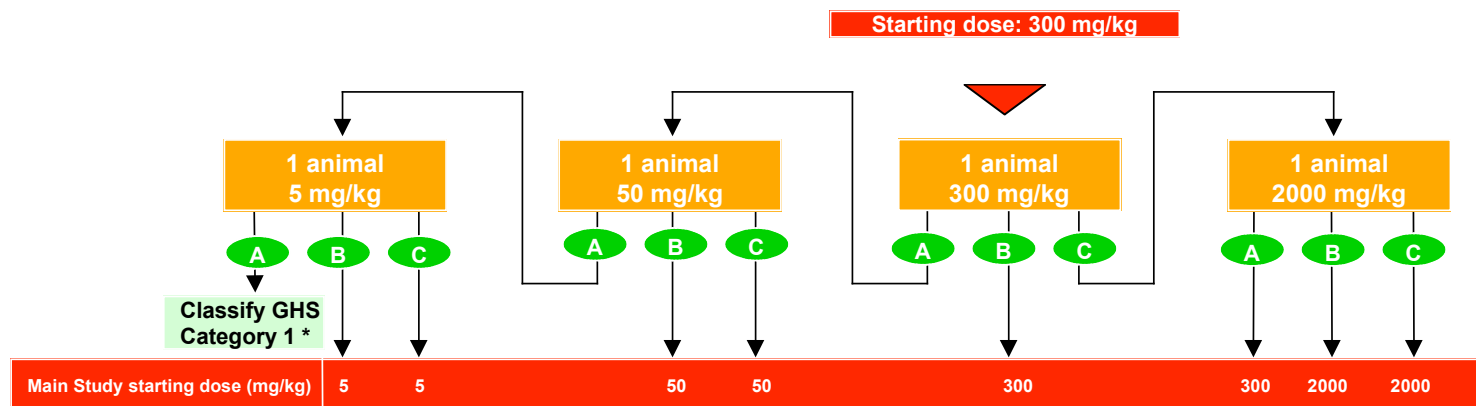 Starting dose: 300 mg/kg
1 animal
5 mg/kg
1 animal
50 mg/kg
1 animal
300 mg/kg
1 animal
2000 mg/kg
A B C A B C A B C A B C
Classify GHS
Category 1 *
Main Study starting dose (mg/kg) 5 5 50 50 300 300 2000 2000